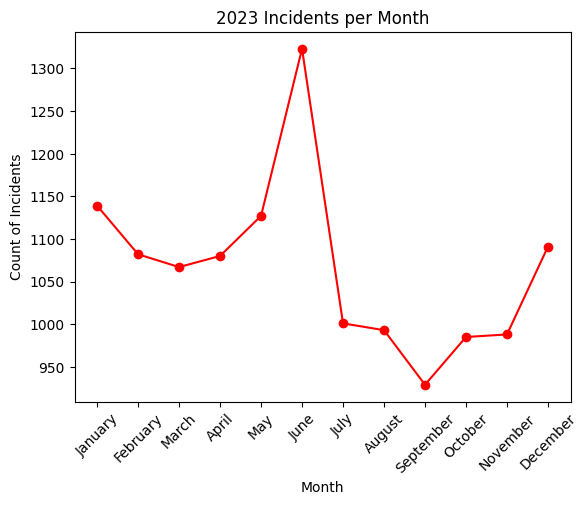 2023 Incidents per Month
Count of Incidents
1300
1250
1200
1150
1100
1050
1000
950
January
February
March
April
May
June
July
August
September
October
November
December
Month